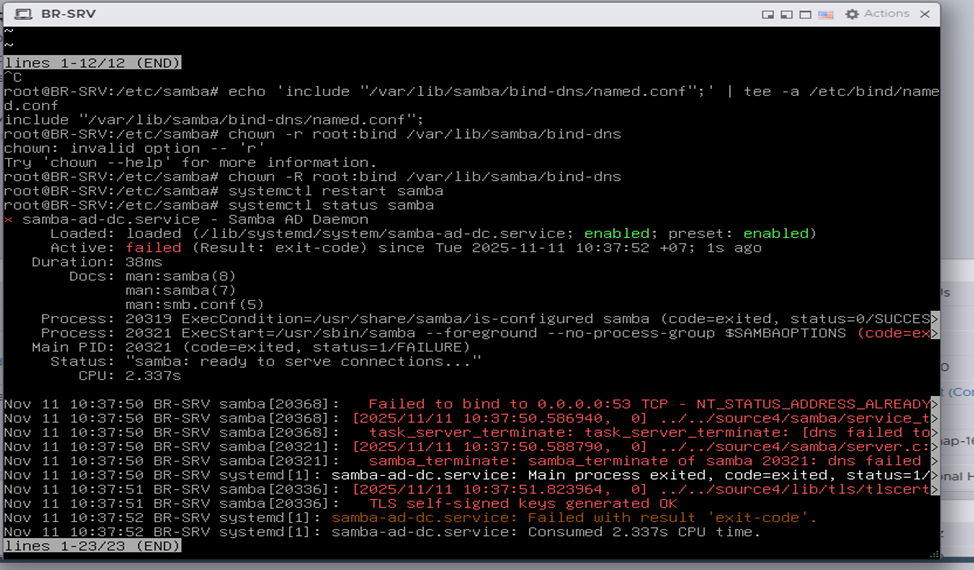 BR-SRV
Actions
~
~
lines 1-12/12 (END)
^C
root@BR-SRV:/etc/samba# echo 'include "/var/lib/samba/bind-dns/named.conf";' | tee -a /etc/bind/name
d.conf
include "/var/lib/samba/bind-dns/named.conf";
root@BR-SRV:/etc/samba# chown -r root:bind /var/lib/samba/bind-dns
chown: invalid option -- 'r'
Try 'chown --help' for more information.
root@BR-SRV:/etc/samba# chown -R root:bind /var/lib/samba/bind-dns
root@BR-SRV:/etc/samba# systemctl restart samba
root@BR-SRV:/etc/samba# systemctl status samba
× samba-ad-dc.service - Samba AD Daemon
Loaded: loaded (/lib/systemd/system/samba-ad-dc.service; enabled; preset: enabled)
Active: failed (Result: exit-code) since Tue 2025-11-11 10:37:52 +07; 1s ago
Duration: 38ms
Docs: man:samba(8)
man:samba(7)
man:smb.conf(5)
Process: 20319 ExecCondition=/usr/share/samba/is-configured samba (code=exited, status=0/SUCCES>
Process: 20321 ExecStart=/usr/sbin/samba --foreground --no-process-group $SAMBAOPTIONS (code=ex>
Main PID: 20321 (code=exited, status=1/FAILURE)
Status: "samba: ready to serve connections..."
CPU: 2.337s
Nov 11 10:37:50 BR-SRV samba[20368]: Failed to bind to 0.0.0.0:53 TCP - NT_STATUS_ADDRESS_ALREADY>
Nov 11 10:37:50 BR-SRV samba[20368]: [2025/11/11 10:37:50.586940, 0] ../../source4/samba/service_t>
Nov 11 10:37:50 BR-SRV samba[20368]: task_server_terminate: task_server_terminate: [dns failed to>
Nov 11 10:37:50 BR-SRV samba[20321]: [2025/11/11 10:37:50.588790, 0] ../../source4/samba/server.c:>
Nov 11 10:37:50 BR-SRV samba[20321]: samba_terminate: samba_terminate of samba 20321: dns failed >
Nov 11 10:37:50 BR-SRV systemd[1]: samba-ad-dc.service: Main process exited, code=exited, status=1/>
Nov 11 10:37:51 BR-SRV samba[20336]: [2025/11/11 10:37:51.823964, 0] ../../source4/lib/tls/tlscert>
Nov 11 10:37:51 BR-SRV samba[20336]: TLS self-signed keys generated OK
Nov 11 10:37:52 BR-SRV systemd[1]: samba-ad-dc.service: Failed with result 'exit-code'.
Nov 11 10:37:52 BR-SRV systemd[1]: samba-ad-dc.service: Consumed 2.337s CPU time.
lines 1-23/23 (END)